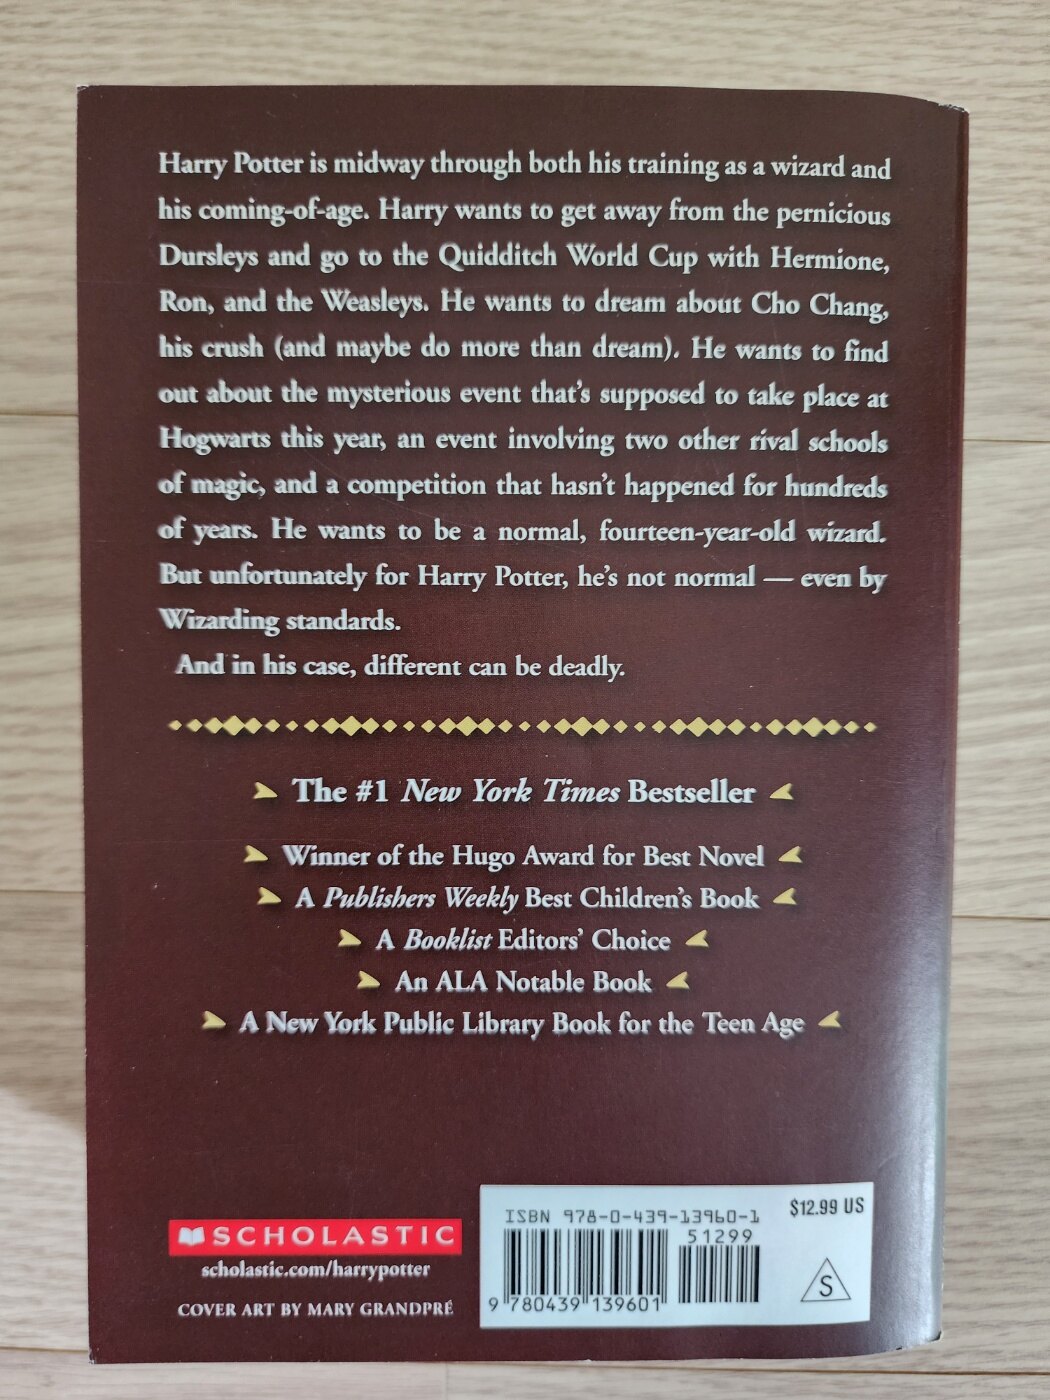 Harry Potter is midway through both his training as a wizard and
his coming-of-age. Harry wants to get away from the pernicious
Dursleys and go to the Quidditch World Cup with Hermione,
Ron, and the Weasleys. He wants to dream about Cho Chang,
his crush (and maybe do more than dream). He wants to find
out about the mysterious event that's supposed to take place at
Hogwarts this year, an event involving two other rival schools
of magic, and a competition that hasn't happened for hundreds
of years. He wants to be a normal, fourteen-year-old wizard.
But unfortunately for Harry Potter, he's not normal — even by
Wizarding standards.
And in his case, different can be deadly.
The #1 New York Times Bestseller
Winner of the Hugo Award for Best Novel
A Publishers Weekly Best Children's Book
A Booklist Editors' Choice
An ALA Notable Book
A New York Public Library Book for the Teen Age
SCHOLASTIC
scholastic.com/harrypotter
COVER ART BY MARY GRANDPRÉ
ISBN 978-0-439-13960-1
$12.99 US
51299
9 780439 139601
S